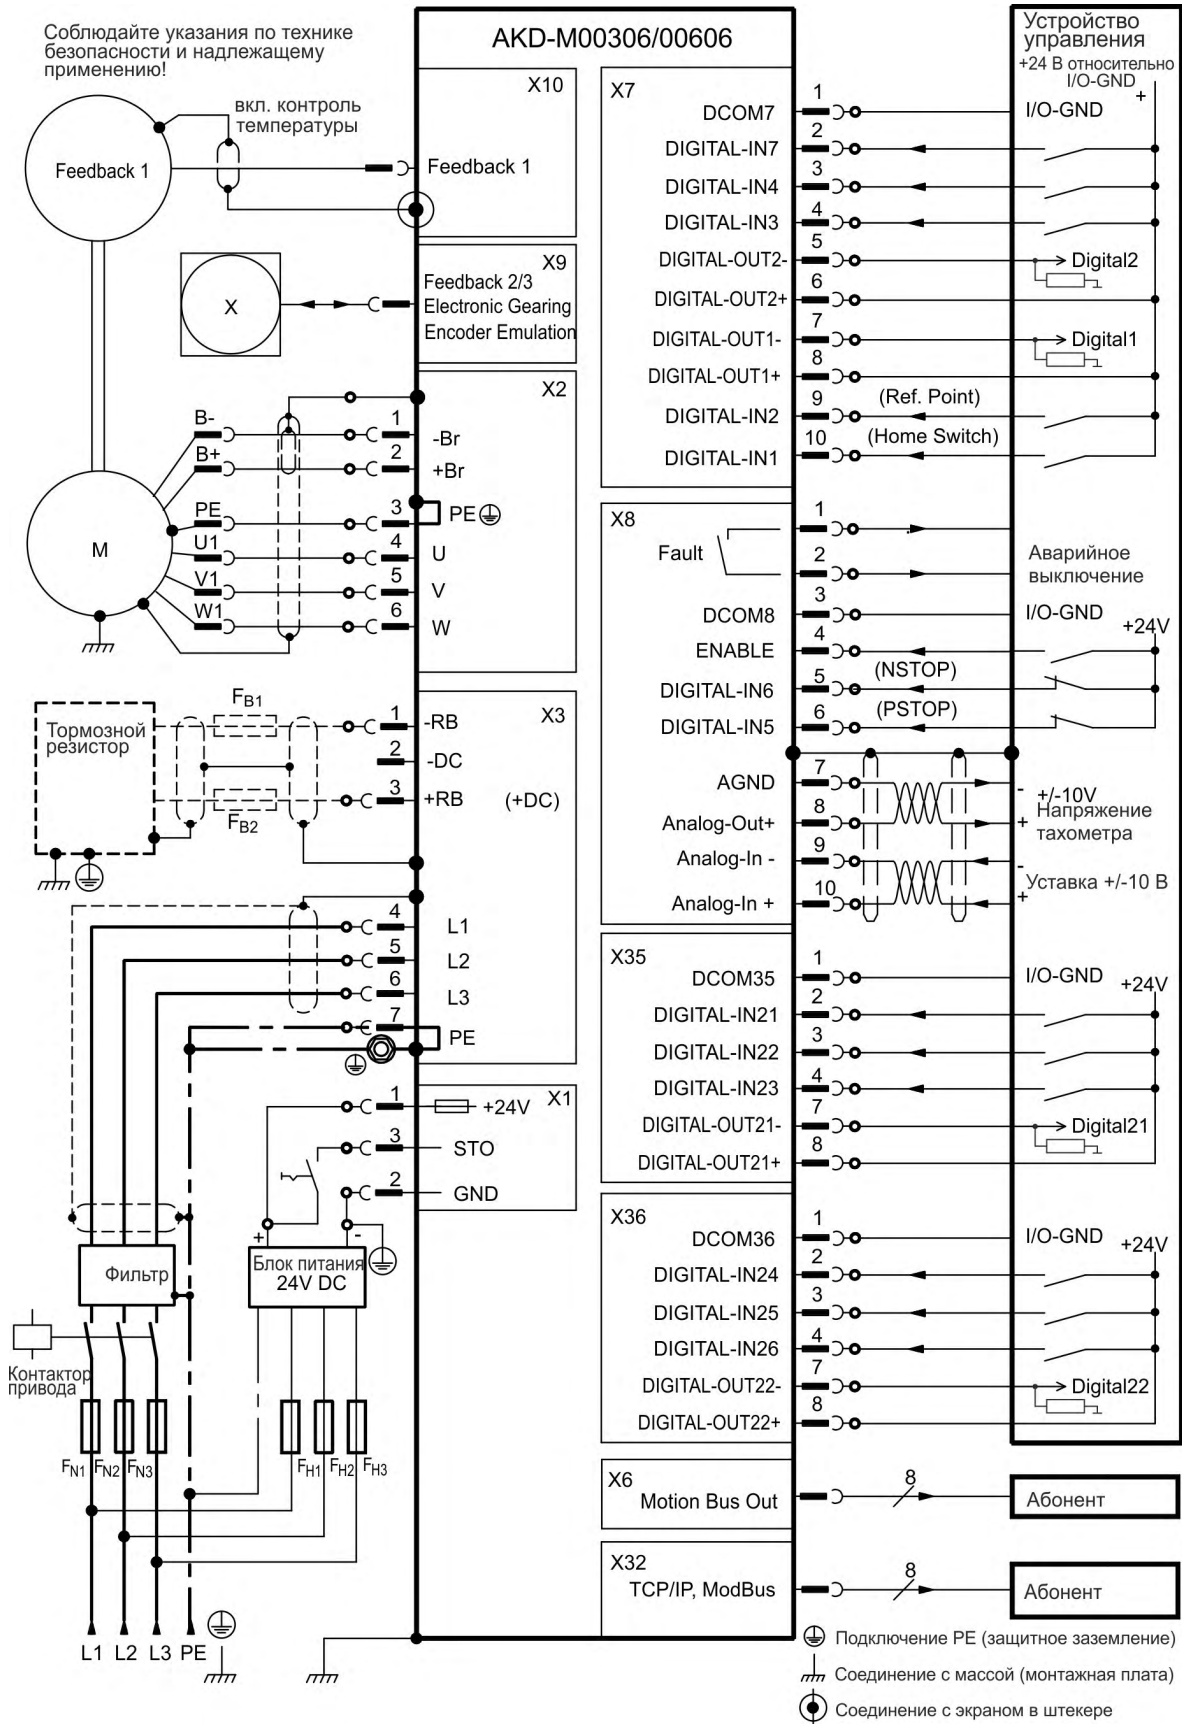 Соблюдайте указания по технике
безопасности и надлежащему
применению!
AKD-M00306/00606
Устройство
управления
+24 В относительно
I/O-GND
+
вкл. контроль
температуры
Feedback 1
X10
Feedback 1
X
X9
Feedback 2/3
Electronic Gearing
Encoder Emulation
X2
B-
1
-Br
B+
2
+Br
PE
3
PE
M
U1
4
U
V1
5
V
W1
6
W
X3
Тормозной
резистор
FB1
1
-RB
2
-DC
3
+RB
(+DC)
FB2
4
L1
5
L2
6
L3
7
PE
X1
1
+24V
3
STO
2
GND
+
-
Блок питания
24V DC
Фильтр
Контактор
привода
FN1
FN2
FN3
FH1
FH2
FH3
L1
L2
L3
PE
X7
DCOM7
1
I/O-GND
DIGITAL-IN7
2
DIGITAL-IN4
3
DIGITAL-IN3
4
DIGITAL-OUT2-
5
Digital2
DIGITAL-OUT2+
6
DIGITAL-OUT1-
7
Digital1
DIGITAL-OUT1+
8
DIGITAL-IN2
9
(Ref. Point)
DIGITAL-IN1
10
(Home Switch)
X8
Fault
1
2
Аварийное
выключение
DCOM8
3
I/O-GND
+24V
ENABLE
4
DIGITAL-IN6
5
(NSTOP)
DIGITAL-IN5
6
(PSTOP)
AGND
7
-
+/-10V
Analog-Out+
8
+
Напряжение
тахометра
Analog-In -
9
-
Уставка +/-10 В
Analog-In +
10
+
X35
DCOM35
1
I/O-GND
+24V
DIGITAL-IN21
2
DIGITAL-IN22
3
DIGITAL-IN23
4
DIGITAL-OUT21-
7
Digital21
DIGITAL-OUT21+
8
X36
DCOM36
1
I/O-GND
+24V
DIGITAL-IN24
2
DIGITAL-IN25
3
DIGITAL-IN26
4
DIGITAL-OUT22-
7
Digital22
DIGITAL-OUT22+
8
X6
Motion Bus Out
8
Абонент
X32
TCP/IP, ModBus
8
Абонент
Подключение PE (защитное заземление)
Соединение с массой (монтажная плата)
Соединение с экраном в штекере